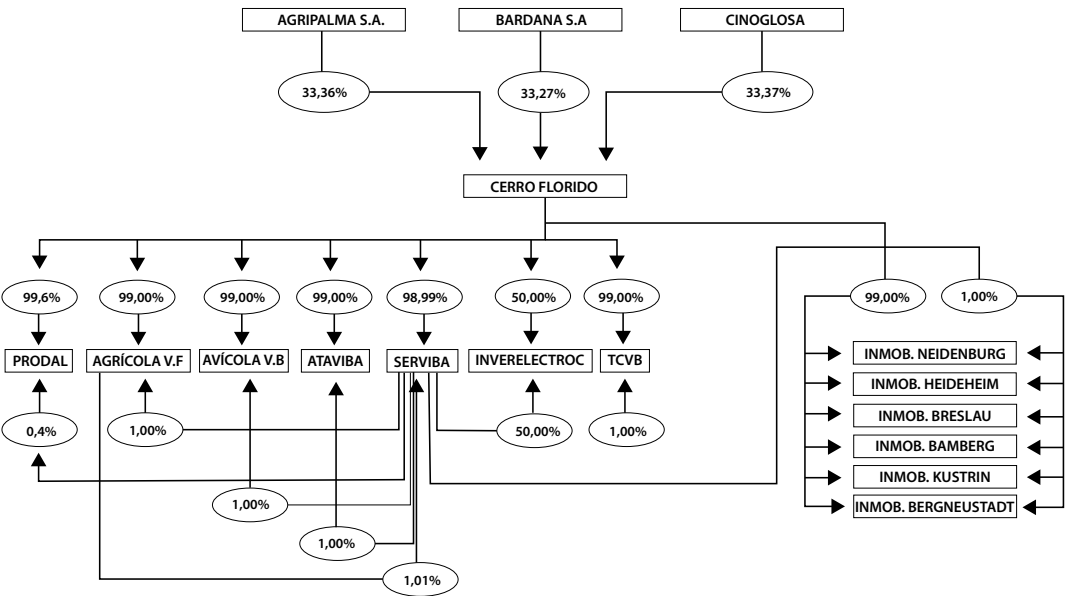 AGRIPALMA S.A.
BARDANA S.A
CINOGLOSA
33,36%
33,27%
33,37%
CERRO FLORIDO
99,6%
99,00%
99,00%
99,00%
98,99%
50,00%
99,00%
99,00%
1,00%
PRODAL
AGRÍCOLA V.F
AVÍCOLA V.B
ATAVIBA
SERVIBA
INVERELECTROC
TCVB
INMOB. NEIDENBURG
INMOB. HEIDEHEIM
INMOB. BRESLAU
INMOB. BAMBERG
INMOB. KUSTRIN
INMOB. BERGNEUSTADT
0,4%
1,00%
50,00%
1,00%
1,00%
1,00%
1,01%